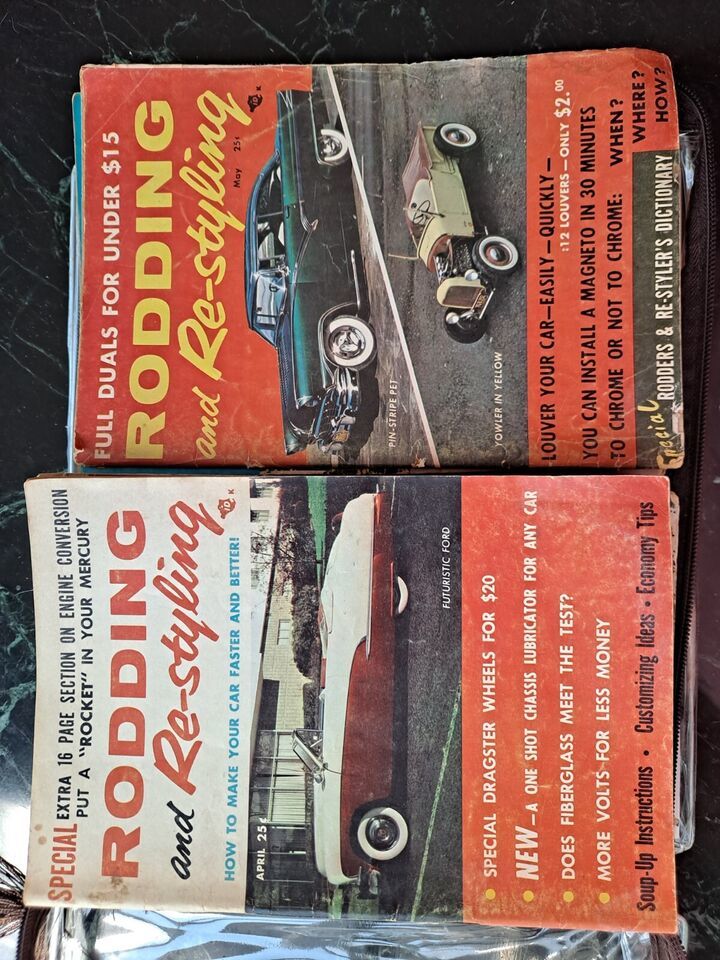 FULL DUALS FOR UNDER $15
RODDING
and Re-styling
K
May 25¢
PIN-STRIPE PET
YOWLER IN YELLOW
LOUVER YOUR CAR—EASILY—QUICKLY—
:12 LOUVERS—ONLY $2.00
YOU CAN INSTALL A MAGNETO IN 30 MINUTES
TO CHROME OR NOT TO CHROME: WHEN?
WHERE?
HOW?
Special
RODDERS & RE-STYLER'S DICTIONARY
SPECIAL EXTRA 16 PAGE SECTION ON ENGINE CONVERSION
PUT A "ROCKET" IN YOUR MERCURY
RODDING
and Re-styling
K
HOW TO MAKE YOUR CAR FASTER AND BETTER!
APRIL 25¢
FUTURISTIC FORD
• SPECIAL DRAGSTER WHEELS FOR $20
• NEW—A ONE SHOT CHASSIS LUBRICATOR FOR ANY CAR
• DOES FIBERGLASS MEET THE TEST?
• MORE VOLTS FOR LESS MONEY
Soup-Up Instructions • Customizing Ideas • Economy Tips